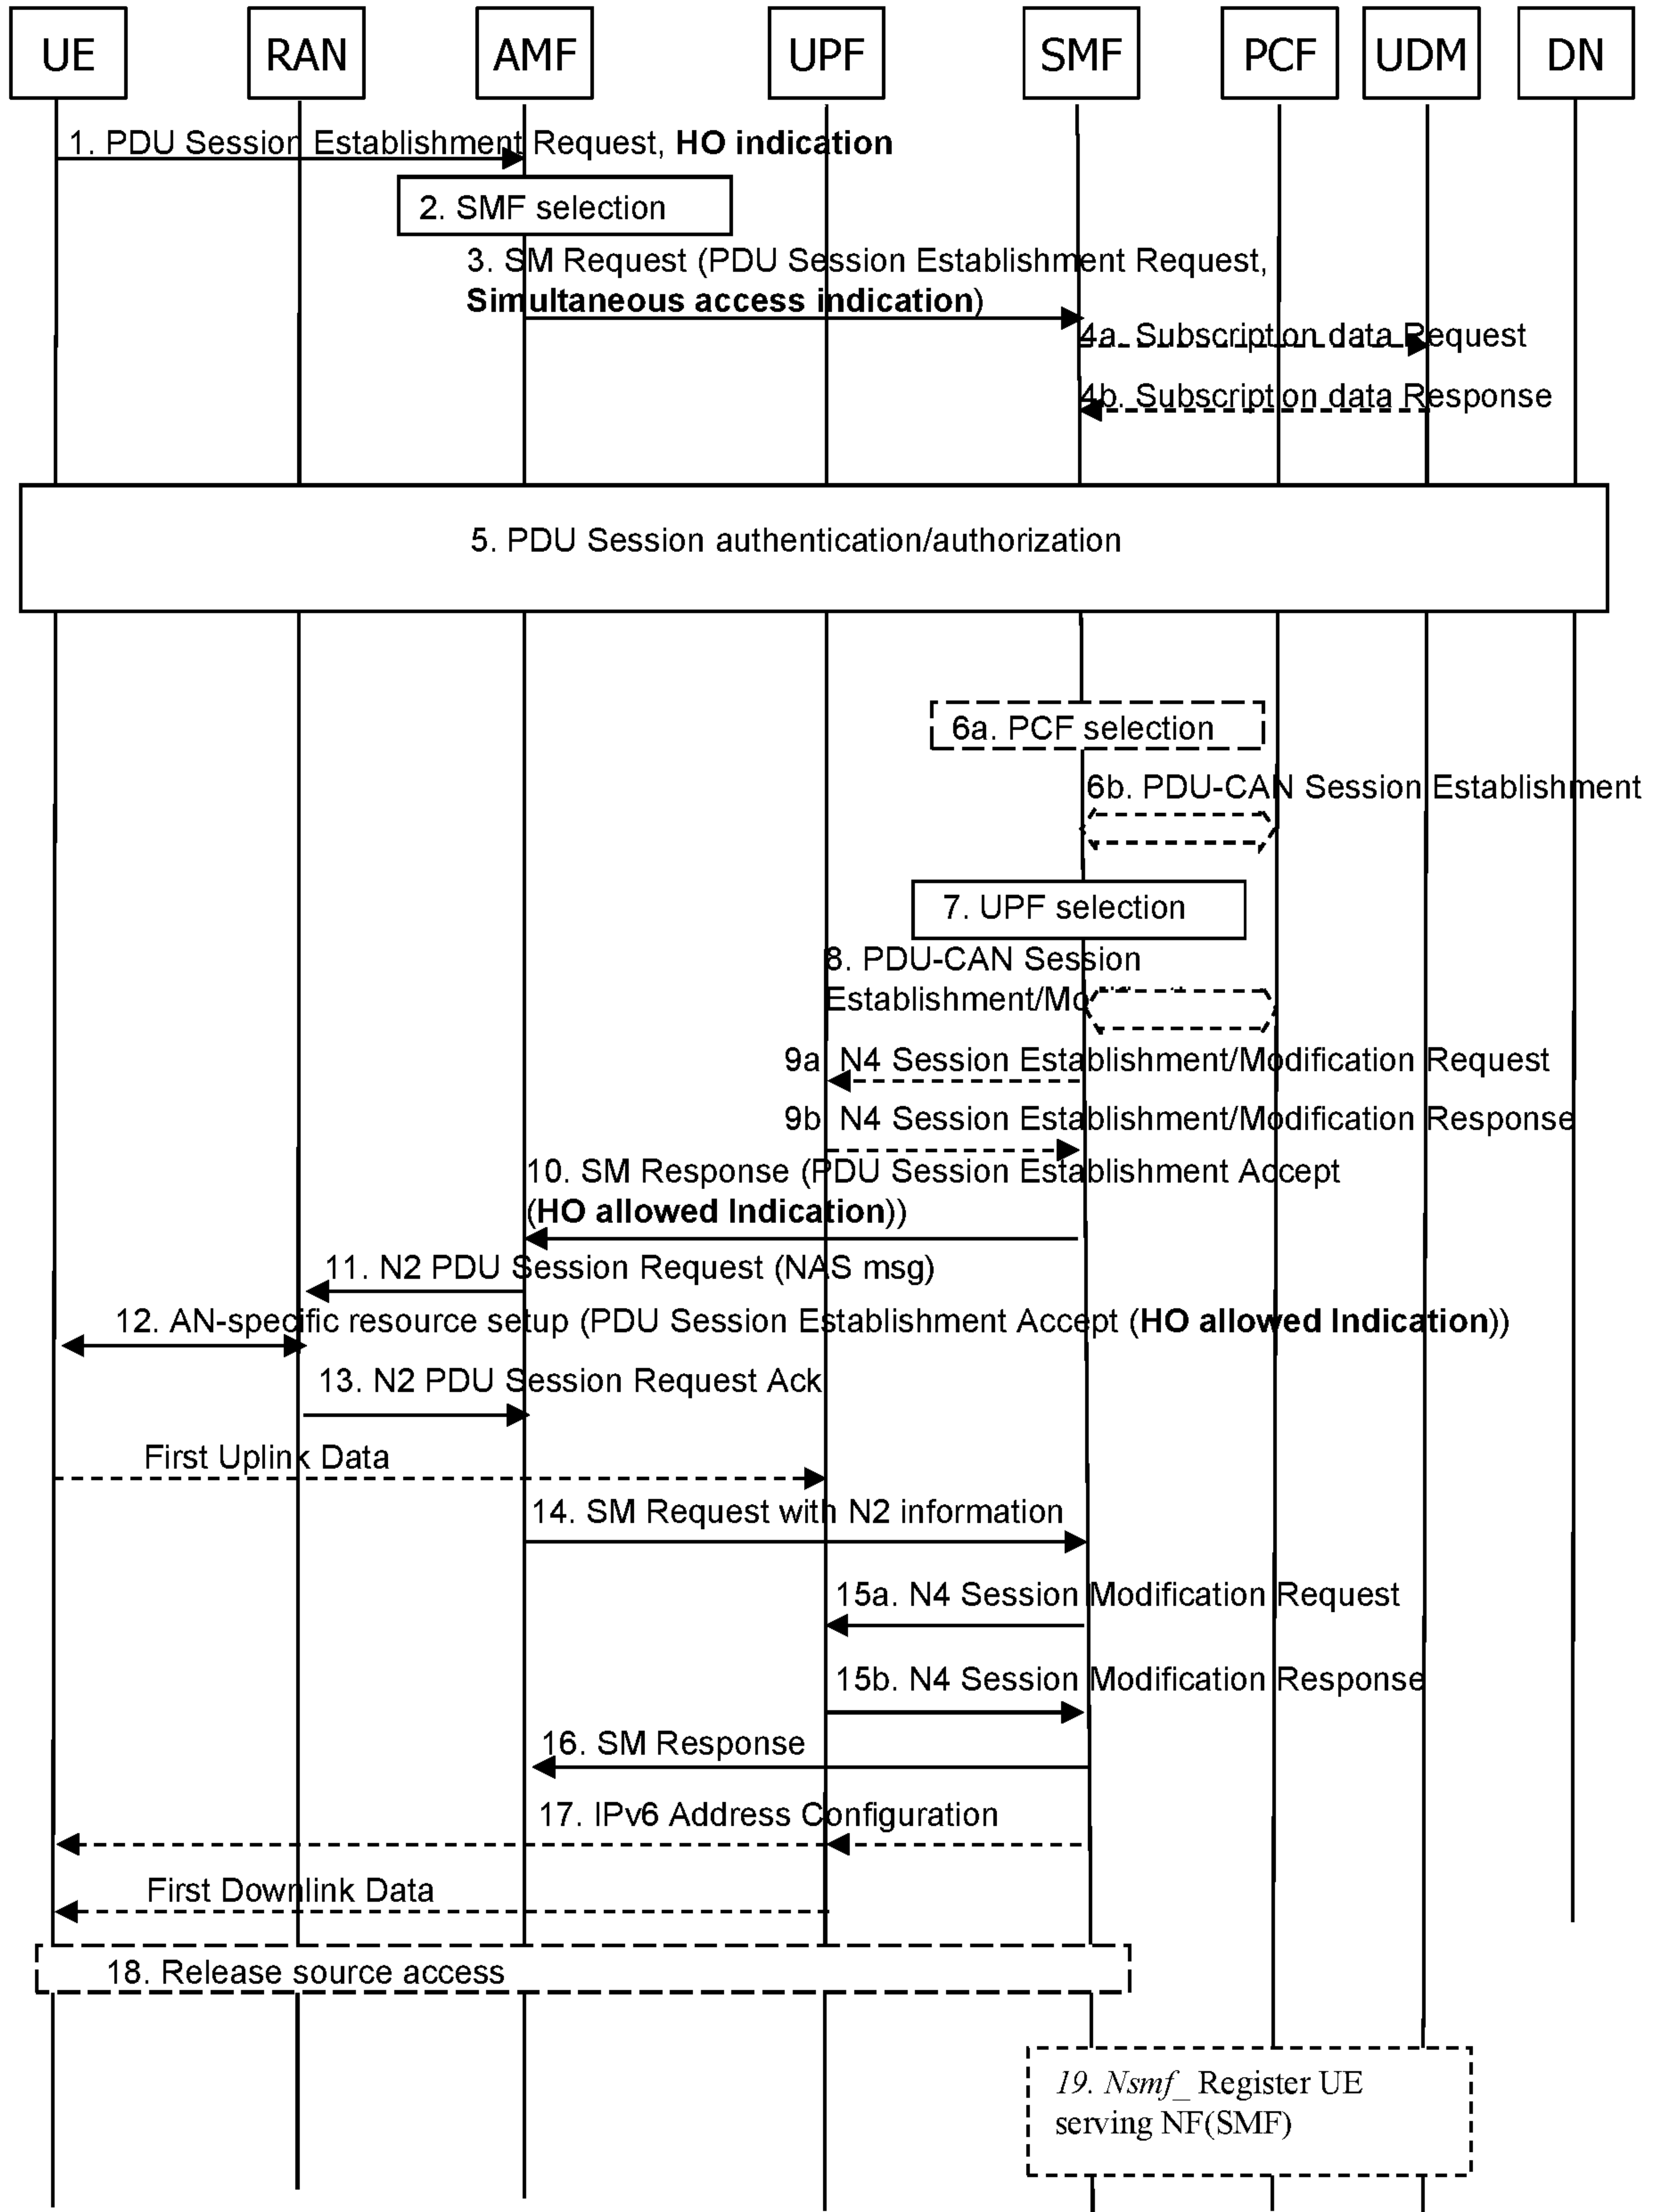 UE RAN AMF UPF SMF PCF UDM DN
1. PDU Session Establishment Request, HO indication
2. SMF selection
3. SM Request (PDU Session Establishment Request,
Simultaneous access indication)
4a. Subscription data Request
4b. Subscription data Response
5. PDU Session authentication/authorization
6a. PCF selection
6b. PDU-CAN Session Establishment
7. UPF selection
8. PDU-CAN Session
Establishment/Mo
9a N4 Session Establishment/Modification Request
9b N4 Session Establishment/Modification Response
10. SM Response (PDU Session Establishment Accept
(HO allowed Indication))
11. N2 PDU Session Request (NAS msg)
12. AN-specific resource setup (PDU Session Establishment Accept (HO allowed Indication))
13. N2 PDU Session Request Ack
First Uplink Data
14. SM Request with N2 information
15a. N4 Session Modification Request
15b. N4 Session Modification Response
16. SM Response
17. IPv6 Address Configuration
First Downlink Data
18. Release source access
19. Nsmf_ Register UE
serving NF(SMF)